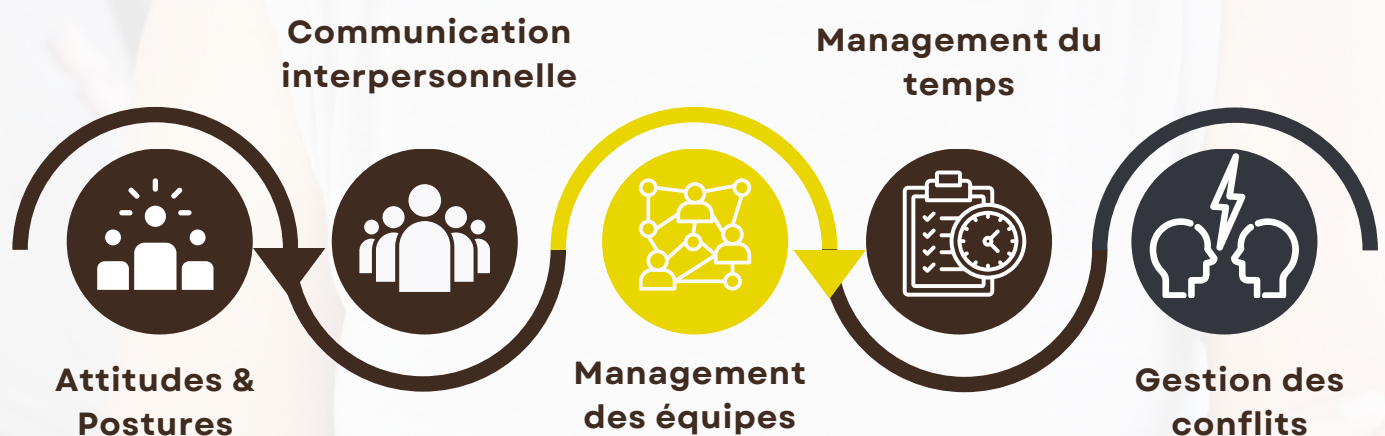 Communication
interpersonnelle
Management du
temps
Attitudes &
Postures
Management
des équipes
Gestion des
conflits